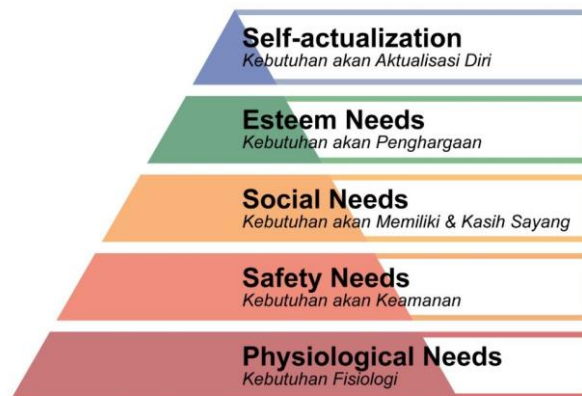 Self-actualization
Kebutuhan akan Aktualisasi Diri
Esteem Needs
Kebutuhan akan Penghargaan
Social Needs
Kebutuhan akan Memiliki & Kasih Sayang
Safety Needs
Kebutuhan akan Keamanan
Physiological Needs
Kebutuhan Fisiologi